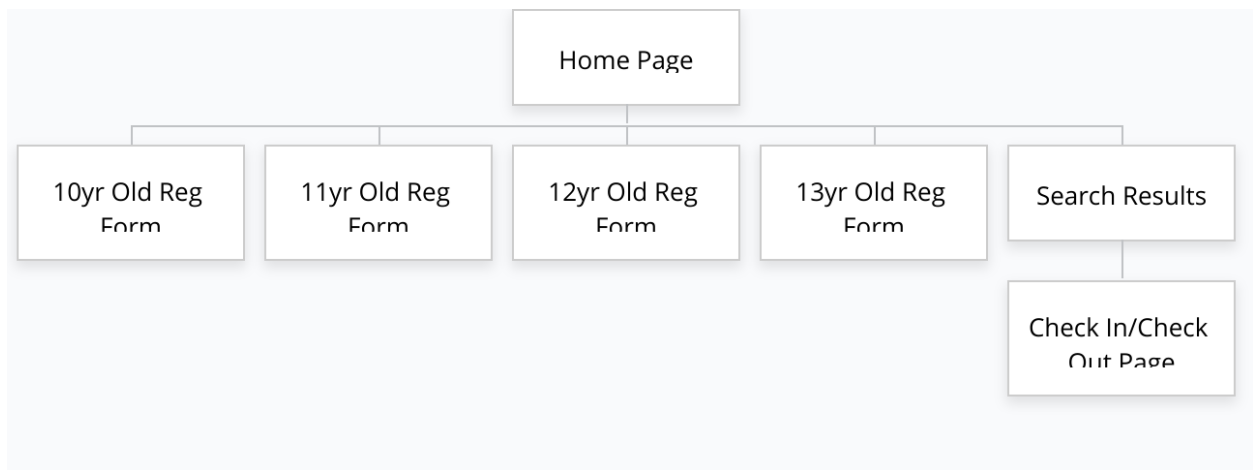 Home Page
10yr Old Reg
Form
11yr Old Reg
Form
12yr Old Reg
Form
13yr Old Reg
Form
Search Results
Check In/Check
Out Page